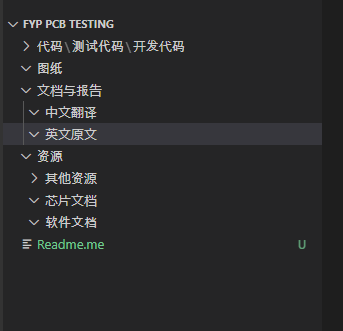 FYP PCB TESTING
代码\测试代码\开发代码
图纸
文档与报告
中文翻译
英文原文
资源
其他资源
芯片文档
软件文档
Readme.me U